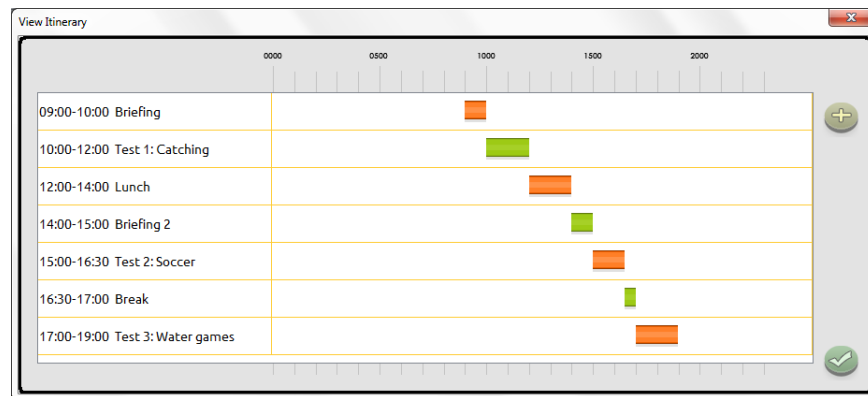 View Itinerary
0000 0500 1000 1500 2000
09:00-10:00 Briefing
10:00-12:00 Test 1: Catching
12:00-14:00 Lunch
14:00-15:00 Briefing 2
15:00-16:30 Test 2: Soccer
16:30-17:00 Break
17:00-19:00 Test 3: Water games